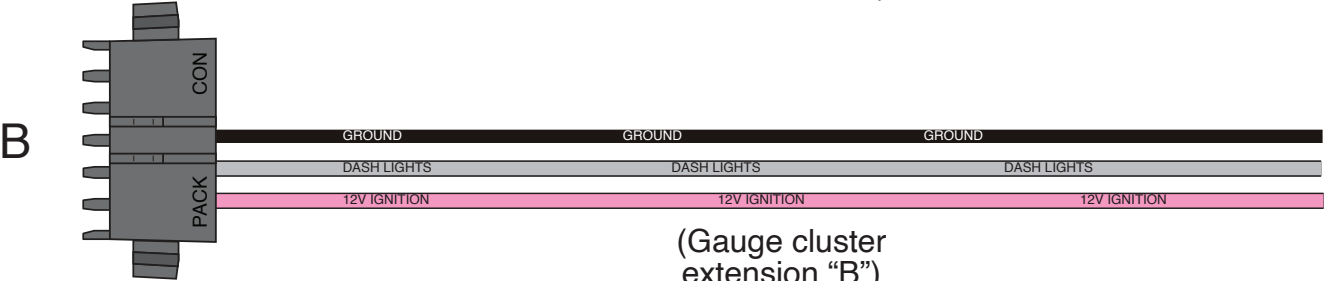 B
CON
PACK
GROUND GROUND GROUND
DASH LIGHTS DASH LIGHTS DASH LIGHTS
12V IGNITION 12V IGNITION 12V IGNITION
(Gauge cluster
extension “B”)